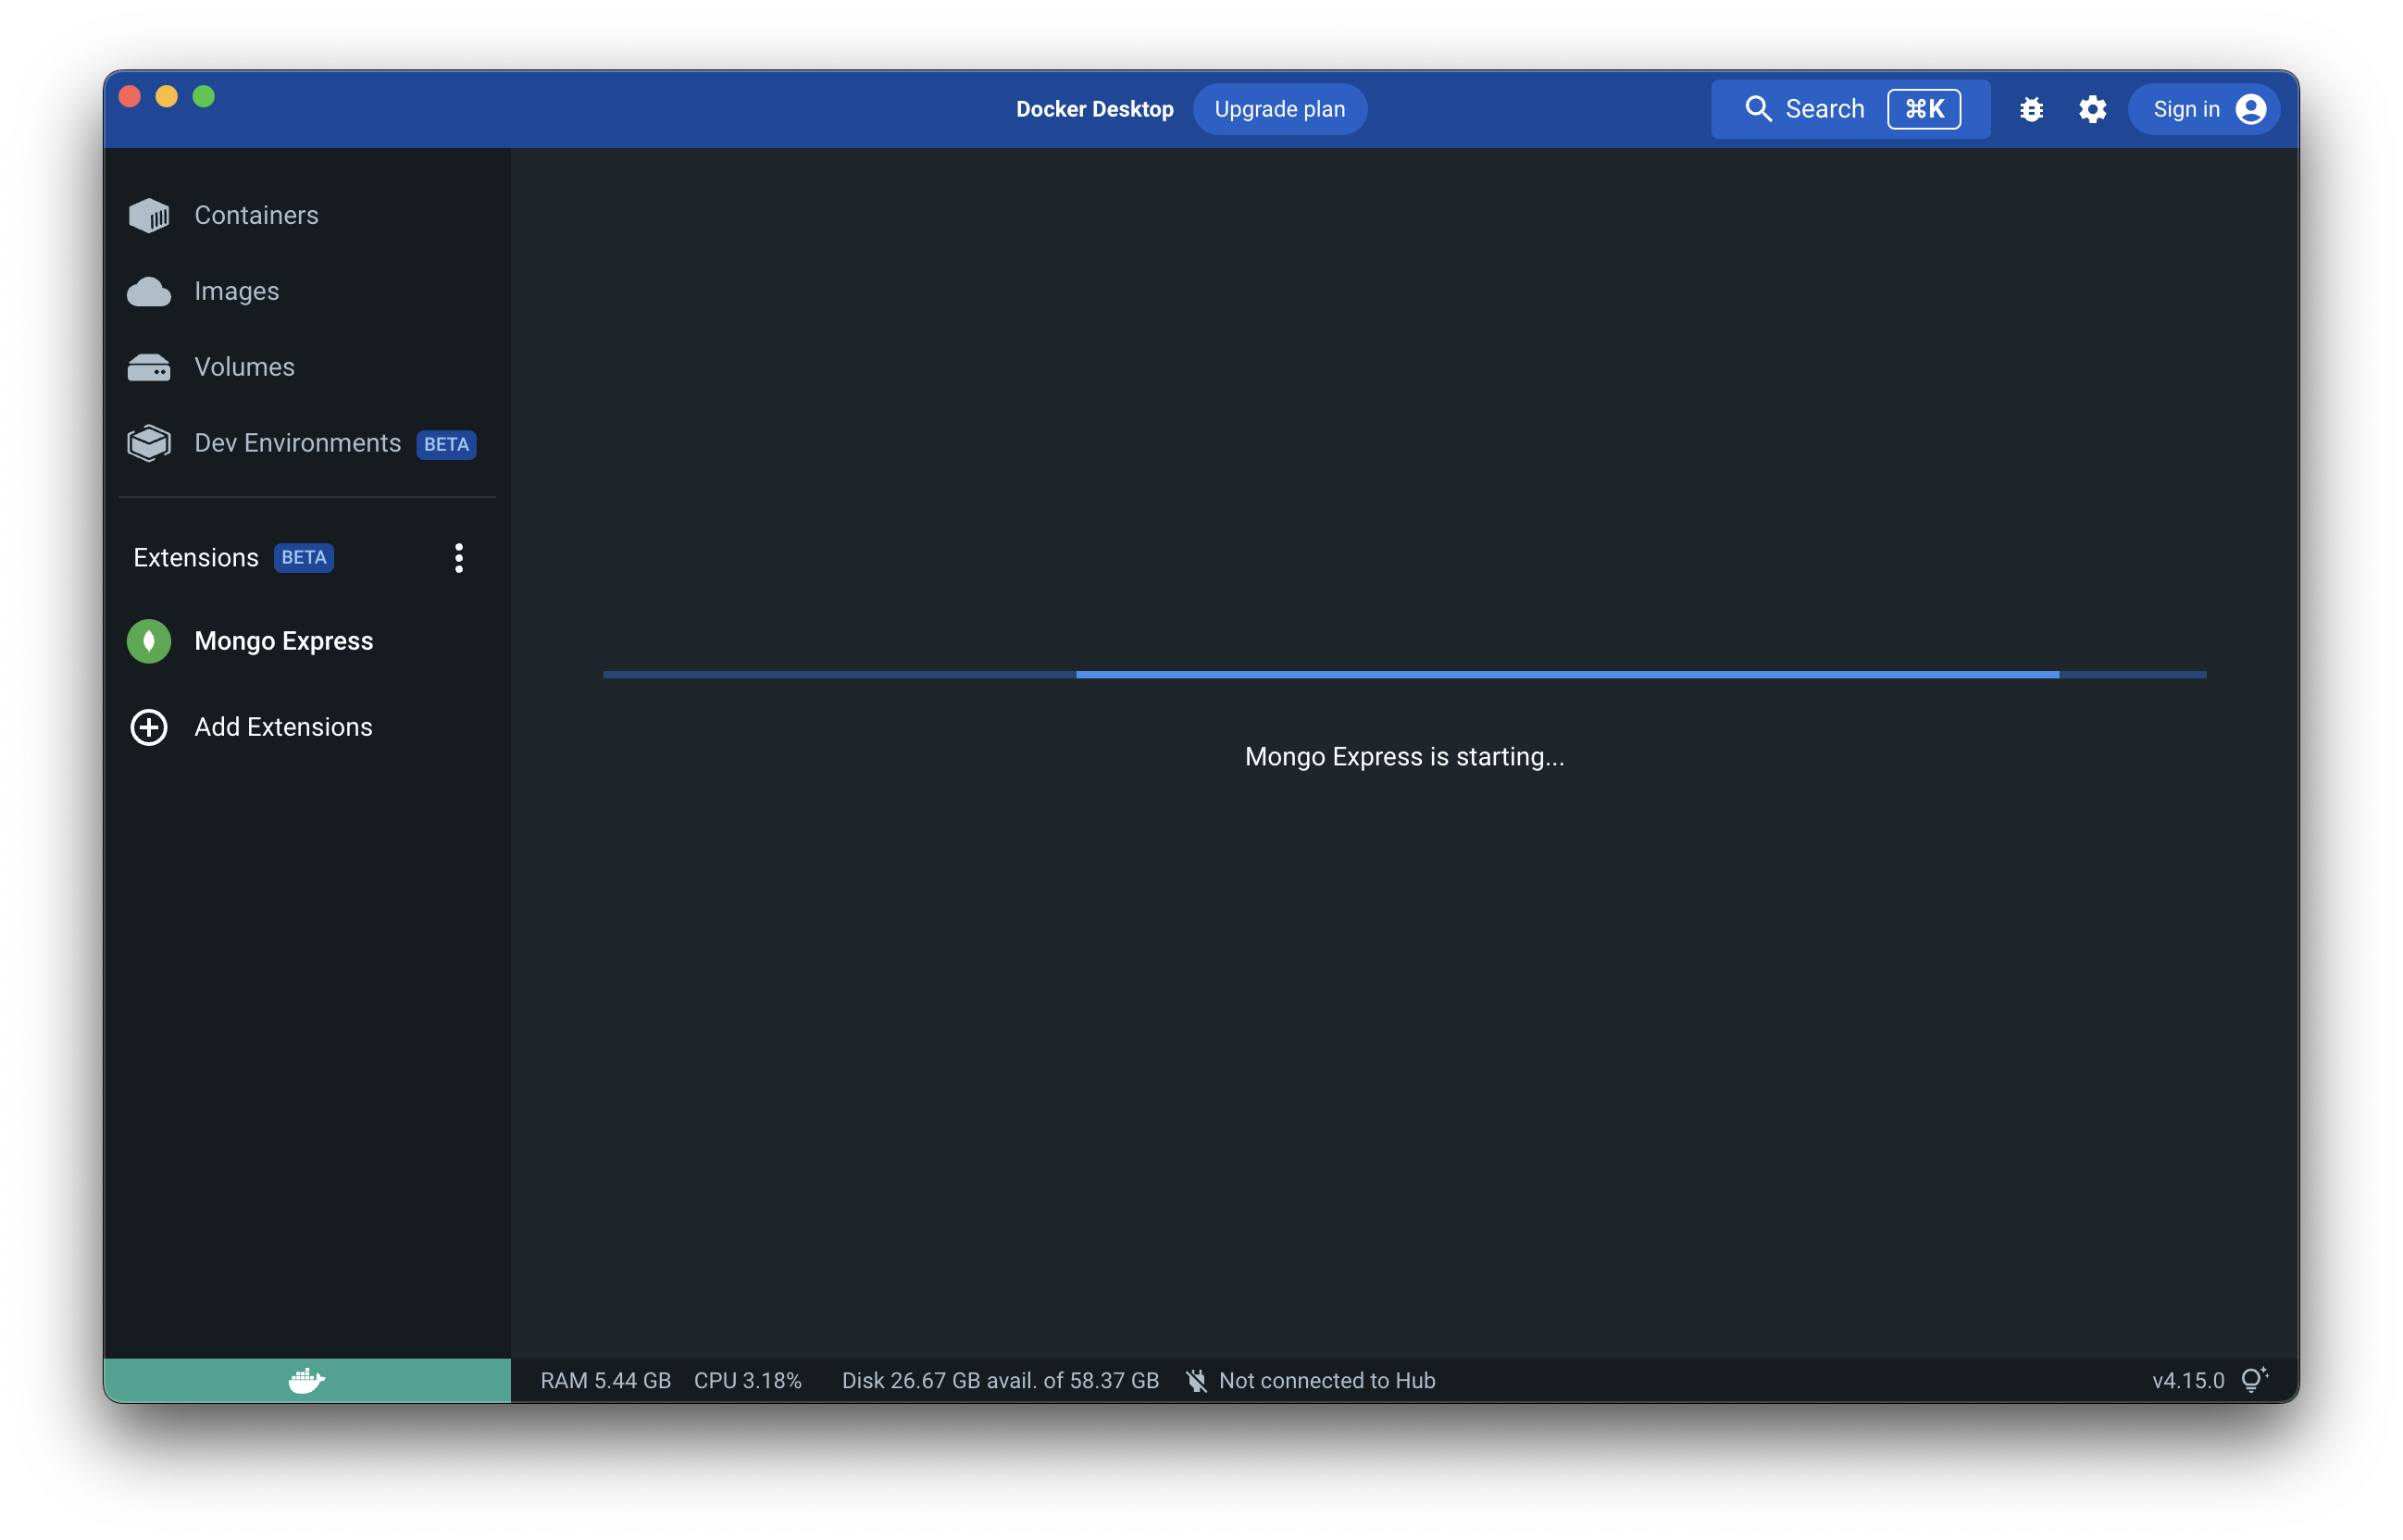 Docker Desktop Upgrade plan Search ⌘K Sign in
Containers
Images
Volumes
Dev Environments BETA
Extensions BETA
Mongo Express
Add Extensions
Mongo Express is starting...
RAM 5.44 GB CPU 3.18% Disk 26.67 GB avail. of 58.37 GB Not connected to Hub v4.15.0